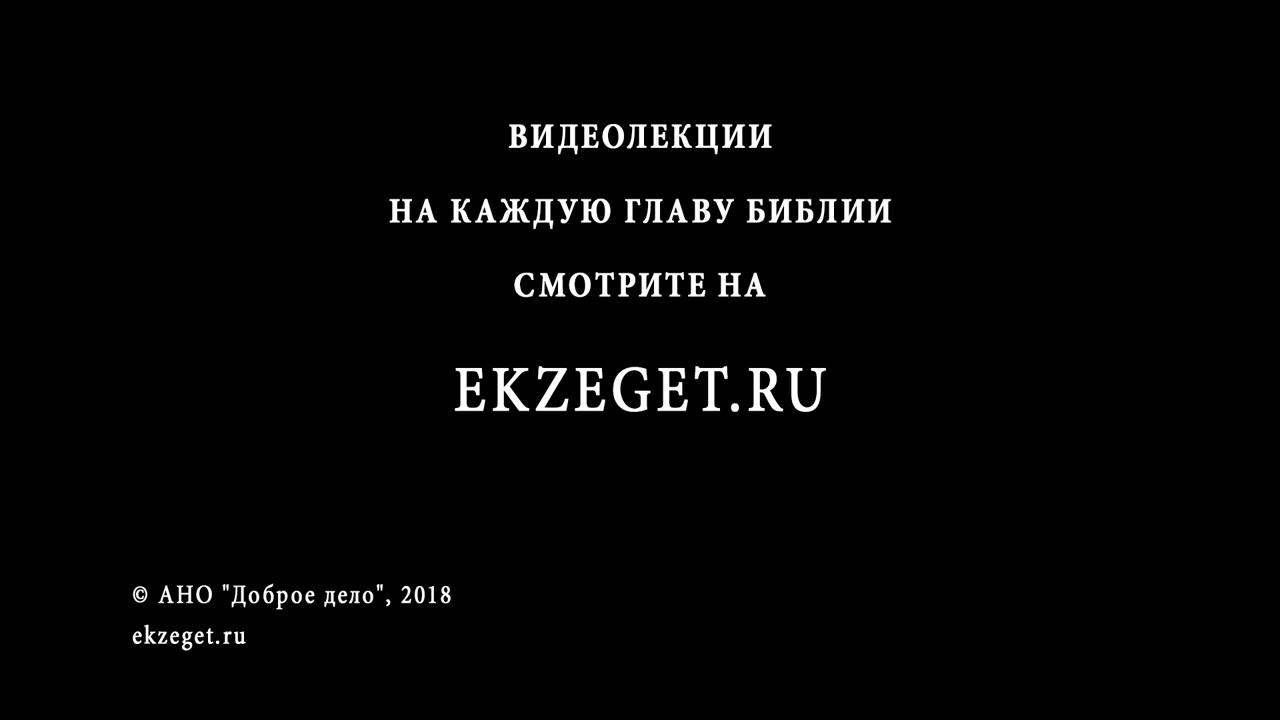 ВИДЕОЛЕКЦИИ
НА КАЖДУЮ ГЛАВУ БИБЛИИ
СМОТРИТЕ НА
EKZEGET.RU
© АНО "Доброе дело", 2018
ekzeget.ru